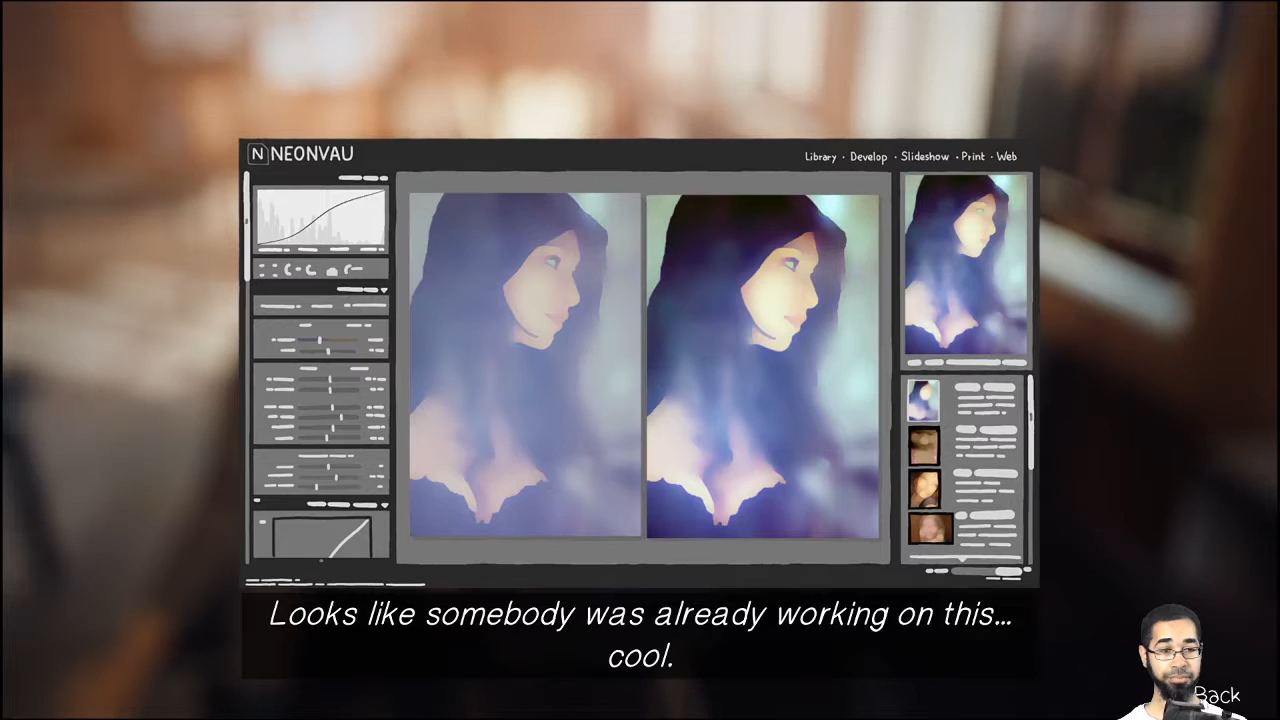 N NEONVAU
Library · Develop · Slideshow · Print · Web
Looks like somebody was already working on this...
cool.
Back